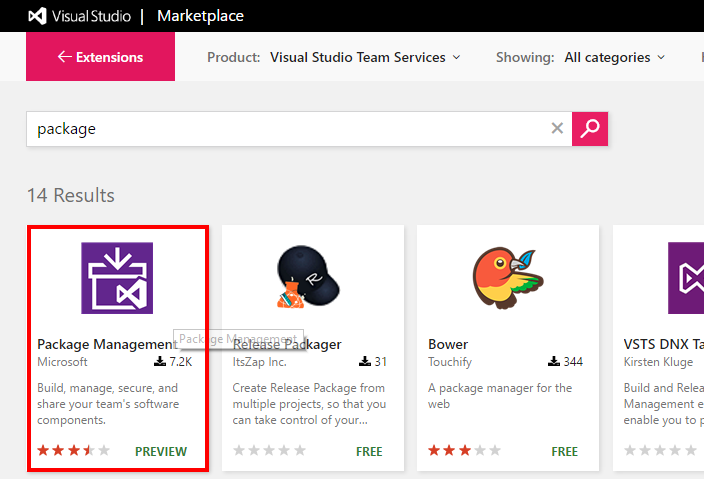 Visual Studio | Marketplace
← Extensions
Product: Visual Studio Team Services
Showing: All categories
package
14 Results
Package Management
Microsoft
7.2K
Build, manage, secure, and
share your team's software
components.
PREVIEW
Package Management
Release Packager
ItsZap Inc.
31
Create Release Package from
multiple projects, so that you
can take control of your...
FREE
Bower
Touchify
344
A package manager for the
web
FREE
VSTS DNX Ta
Kirsten Kluge
Build and Relea
Management e
enable you to p